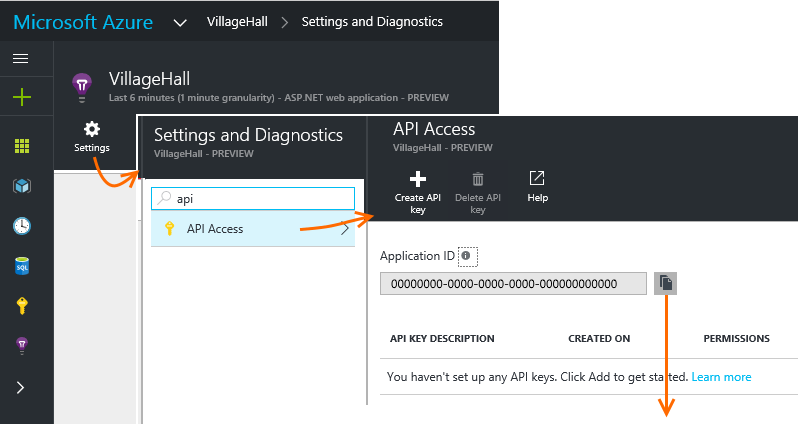 Microsoft Azure VillageHall Settings and Diagnostics
VillageHall
Last 6 minutes (1 minute granularity) - ASP.NET web application - PREVIEW
Settings
Settings and Diagnostics
VillageHall - PREVIEW
api
API Access
API Access
VillageHall - PREVIEW
Create API
key
Delete API
key
Help
Application ID
00000000-0000-0000-0000-000000000000
API KEY DESCRIPTION CREATED ON PERMISSIONS
You haven't set up any API keys. Click Add to get started. Learn more
SQL